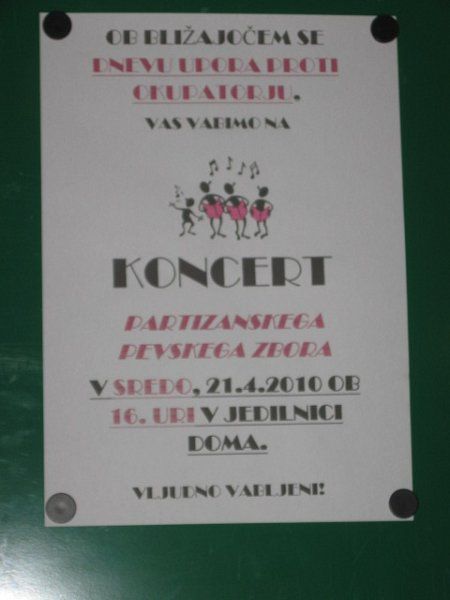 OB BLIŽAJOČEM SE
DNEVU UPORA PROTI
OKUPATORJU,
VAS VABIMO NA
KONCERT
PARTIZANSKEGA
PEVSKEGA ZBORA
V SREDO, 21.4.2010 OB
16. URI V JEDILNICI
DOMA.
VLJUDNO VABLJENI!